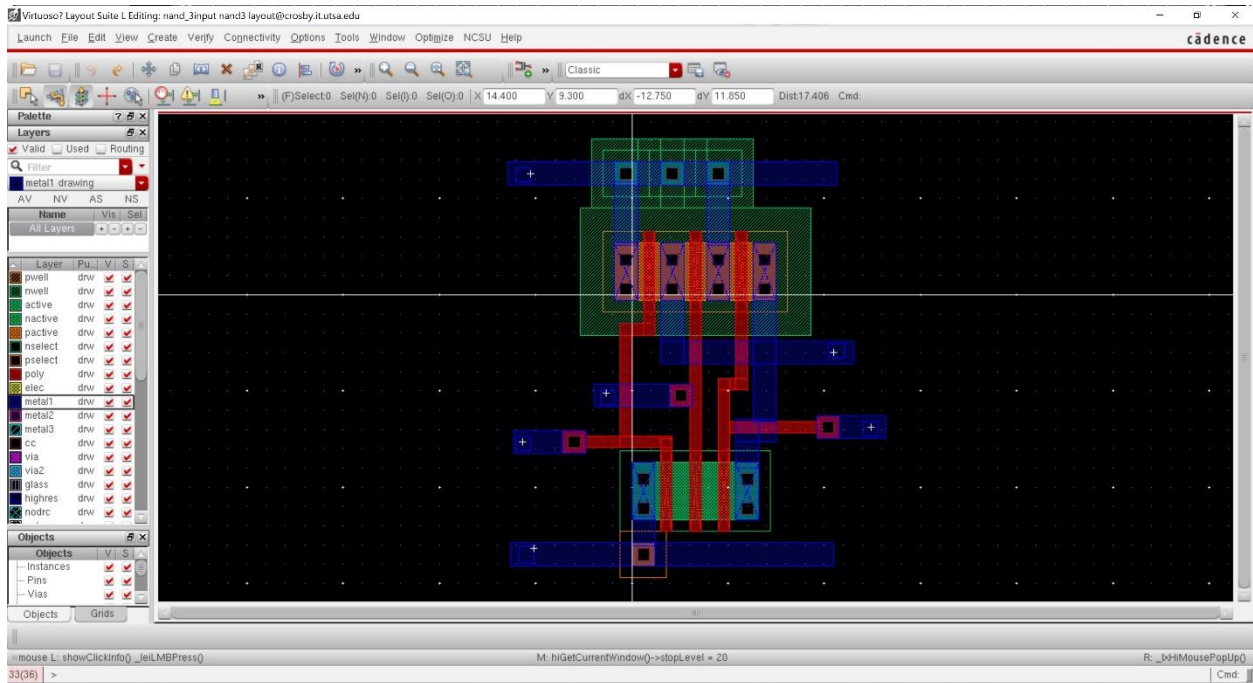 Virtuoso? Layout Suite L Editing: nand_3input nand3 layout@crosby.it.utsa.edu
Launch File Edit View Create Verify Connectivity Options Tools Window Optimize NCSU Help
cādence
Classic
(F)Select:0 Sel(N):0 Sel(I):0 Sel(O):0 X 14.400 Y 9.300 dX -12.750 dY 11.850 Dist:17.406 Cmd:
Palette
Layers
Valid Used Routing
Filter
metal1 drawing
AV NV AS NS
Name Vis Sel
All Layers
Layer Pu... V S
pwell drw
nwell drw
active drw
nactive drw
pactive drw
nselect drw
pselect drw
poly drw
elec drw
metal1 drw
metal2 drw
metal3 drw
cc drw
via drw
via2 drw
glass drw
highres drw
nodrc drw
Objects
Objects V S
Instances
Pins
Vias
Objects Grids
mouse L: showClickInfo() _leiLMBPress()
M: hiGetCurrentWindow()->stopLevel = 20
R: _lxHiMousePopUp()
33(36) >
Cmd: